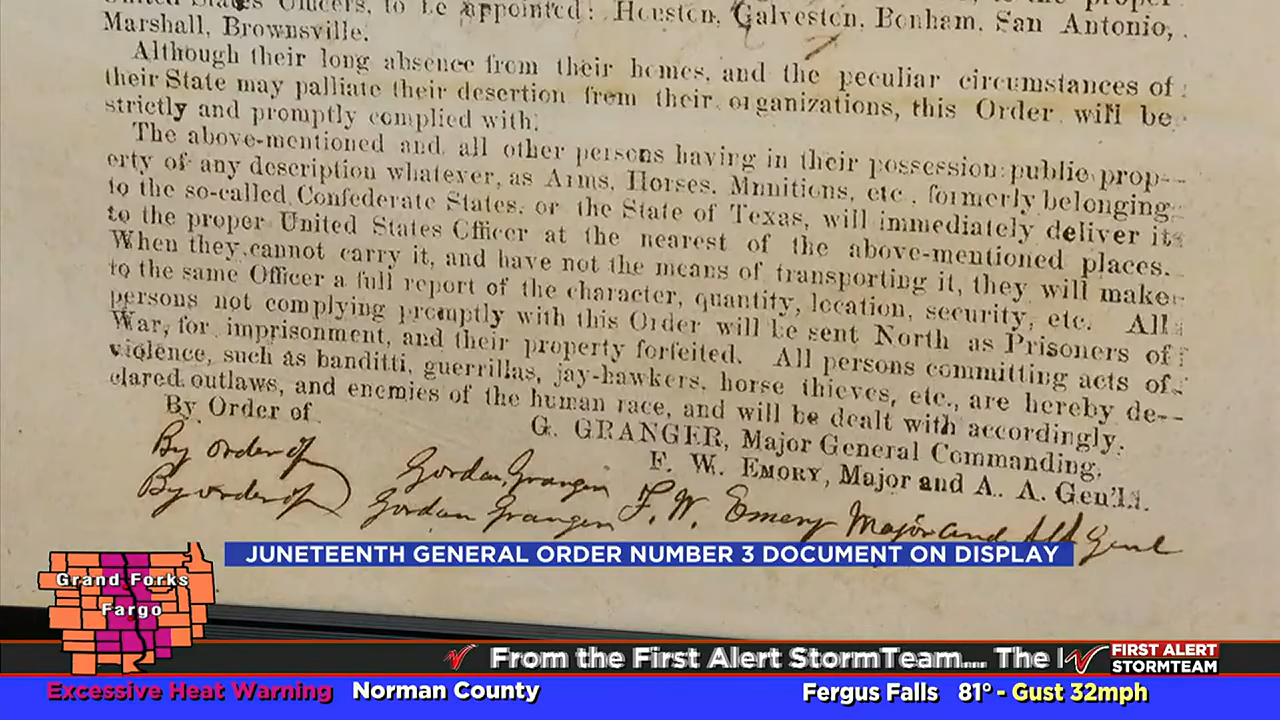 United States Officers, to be appointed: Houston, Galveston, Bonham, San Antonio,
Marshall, Brownsville.
Although their long absence from their homes, and the peculiar circumstances of
their State may palliate their desertion from their organizations, this Order will be
strictly and promptly complied with.
The above-mentioned and all other persons having in their possession public prop-
erty of any description whatever, as Arms, Horses, Munitions, etc., formerly belonging
to the so-called Confederate States, or the State of Texas, will immediately deliver it
to the proper United States Officer at the nearest of the above-mentioned places.
When they cannot carry it, and have not the means of transporting it, they will make
to the same Officer a full report of the character, quantity, location, security, etc. All
persons not complying promptly with this Order will be sent North as Prisoners of
War, for imprisonment, and their property forfeited. All persons committing acts of
violence, such as banditti, guerrillas, jay-hawkers, horse thieves, etc., are hereby de-
clared outlaws, and enemies of the human race, and will be dealt with accordingly.
By Order of
G. GRANGER, Major General Commanding.
F. W. EMORY, Major and A. A. Gen'l.
By order of Gordon Granger
By order of Gordon Granger F. W. Emery Major and AA Genl
JUNETEENTH GENERAL ORDER NUMBER 3 DOCUMENT ON DISPLAY
Grand Forks
Fargo
From the First Alert StormTeam.... The
FIRST ALERT
STORMTEAM
Excessive Heat Warning Norman County Fergus Falls 81° - Gust 32mph